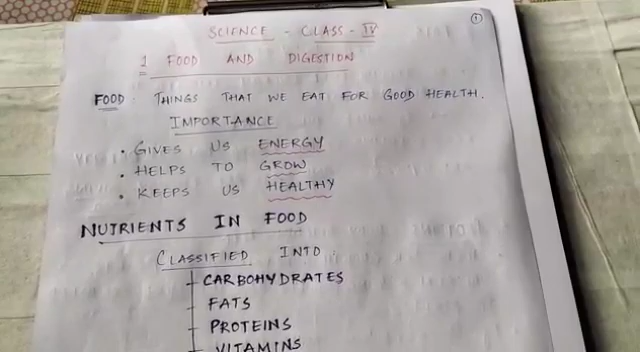 ①
SCIENCE - CLASS - IV
1 FOOD AND DIGESTION
FOOD : THINGS THAT WE EAT FOR GOOD HEALTH.
IMPORTANCE
• GIVES US ENERGY
• HELPS TO GROW
• KEEPS US HEALTHY
NUTRIENTS IN FOOD
CLASSIFIED INTO :
CARBOHYDRATES
FATS
PROTEINS
VITAMINS